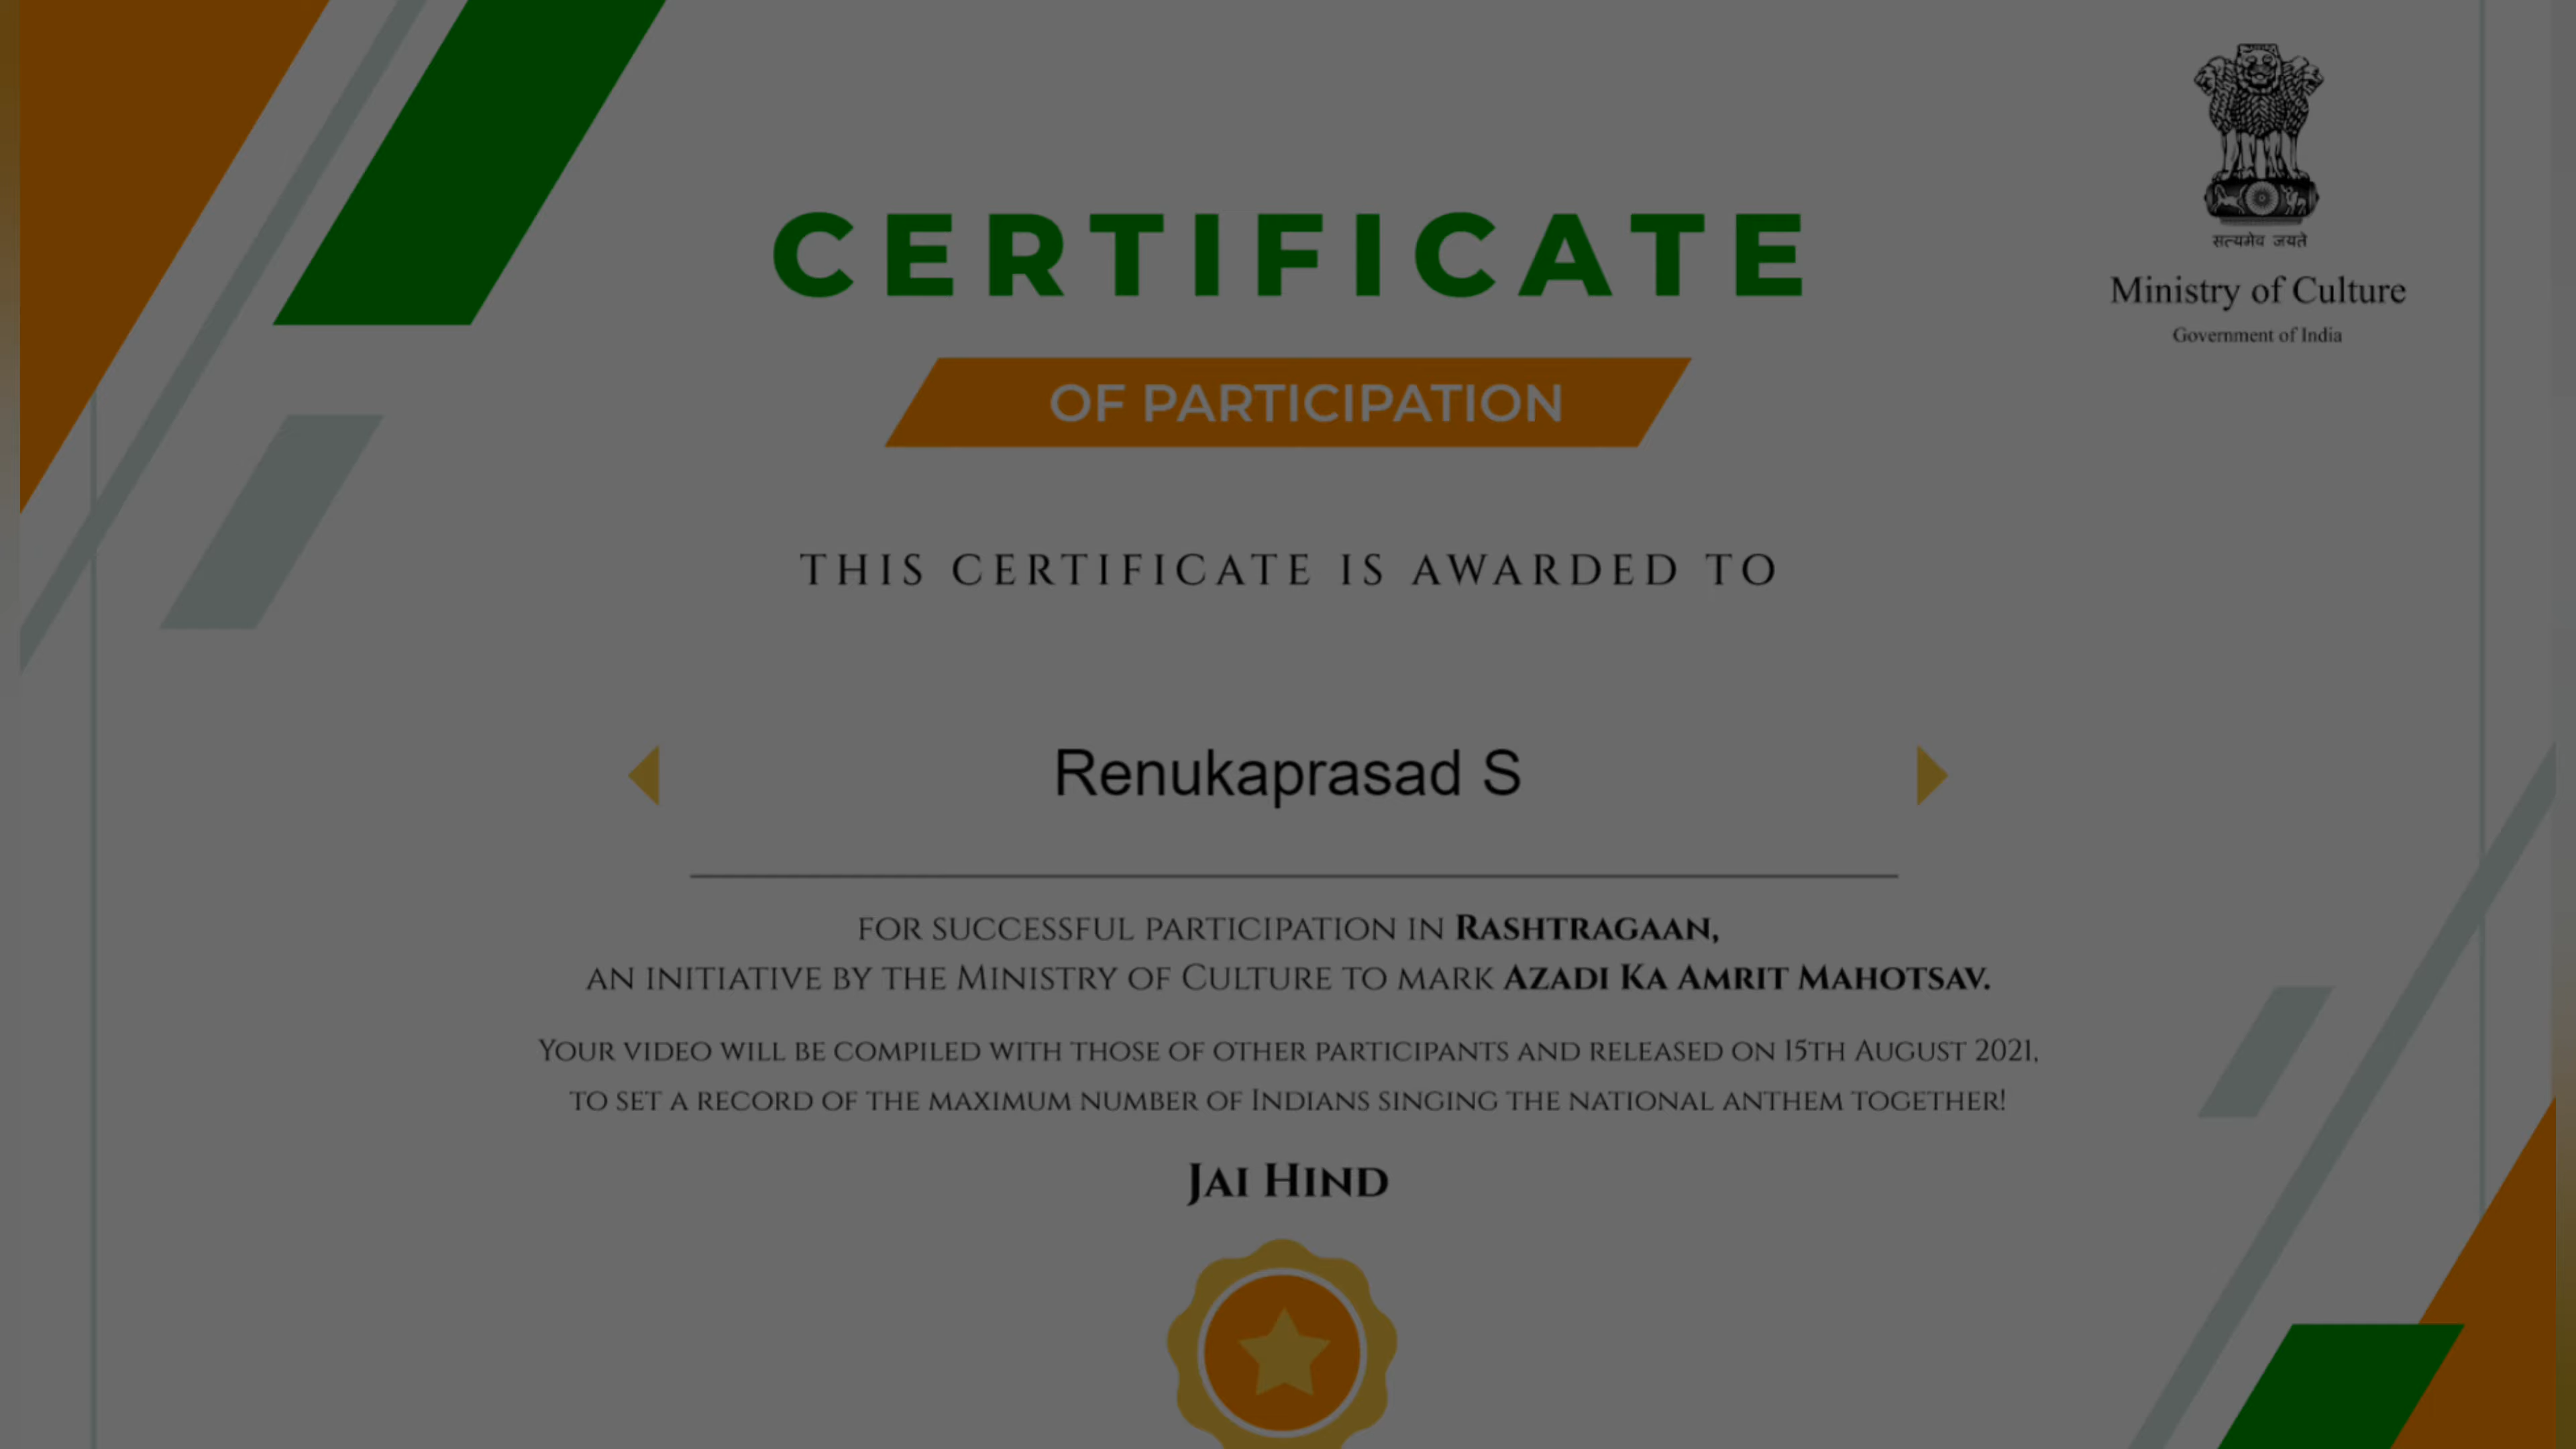 सत्यमेव जयते
Ministry of Culture
Government of India
CERTIFICATE
OF PARTICIPATION
THIS CERTIFICATE IS AWARDED TO
Renukaprasad S
FOR SUCCESSFUL PARTICIPATION IN RASHTRAGAAN,
AN INITIATIVE BY THE MINISTRY OF CULTURE TO MARK AZADI KA AMRIT MAHOTSAV.
YOUR VIDEO WILL BE COMPILED WITH THOSE OF OTHER PARTICIPANTS AND RELEASED ON 15TH AUGUST 2021,
TO SET A RECORD OF THE MAXIMUM NUMBER OF INDIANS SINGING THE NATIONAL ANTHEM TOGETHER!
JAI HIND